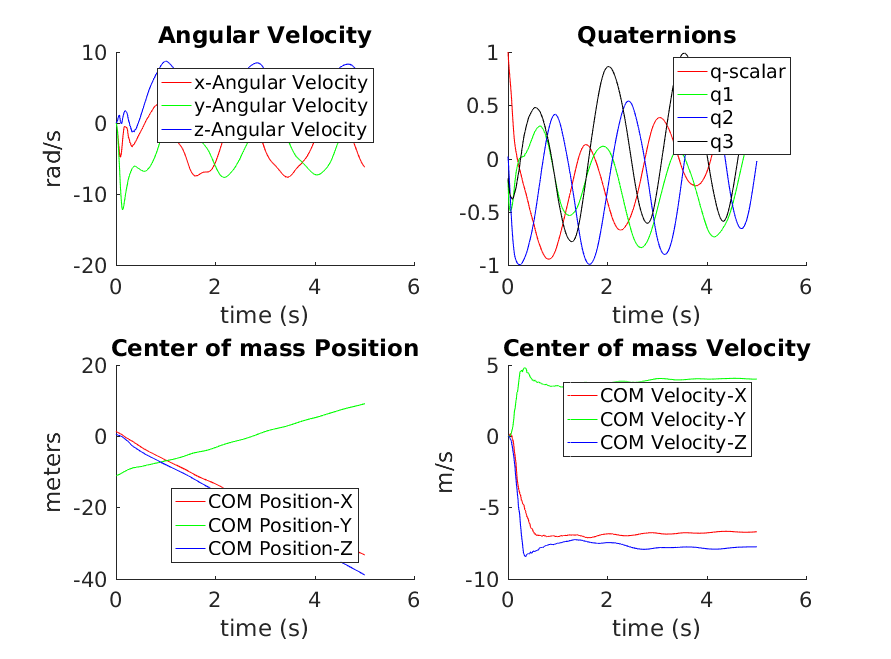 Angular Velocity
10
0
-10
-20
rad/s
x-Angular Velocity
y-Angular Velocity
z-Angular Velocity
0
2
4
6
time (s)
Quaternions
1
0.5
0
-0.5
-1
q-scalar
q1
q2
q3
0
2
4
6
time (s)
Center of mass Position
20
0
-20
-40
meters
COM Position-X
COM Position-Y
COM Position-Z
0
2
4
6
time (s)
Center of mass Velocity
5
0
-5
-10
m/s
COM Velocity-X
COM Velocity-Y
COM Velocity-Z
0
2
4
6
time (s)